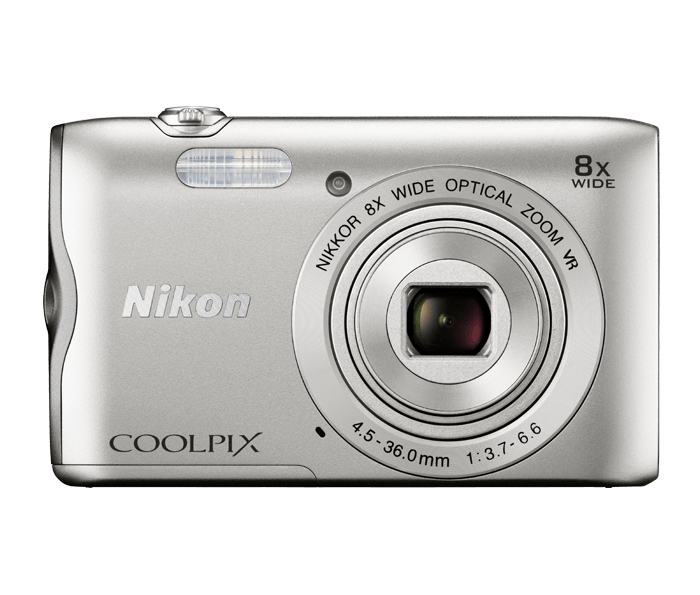 8x
WIDE
NIKKOR 8X WIDE OPTICAL ZOOM VR
Nikon
COOLPIX
4.5-36.0mm 1:3.7-6.6